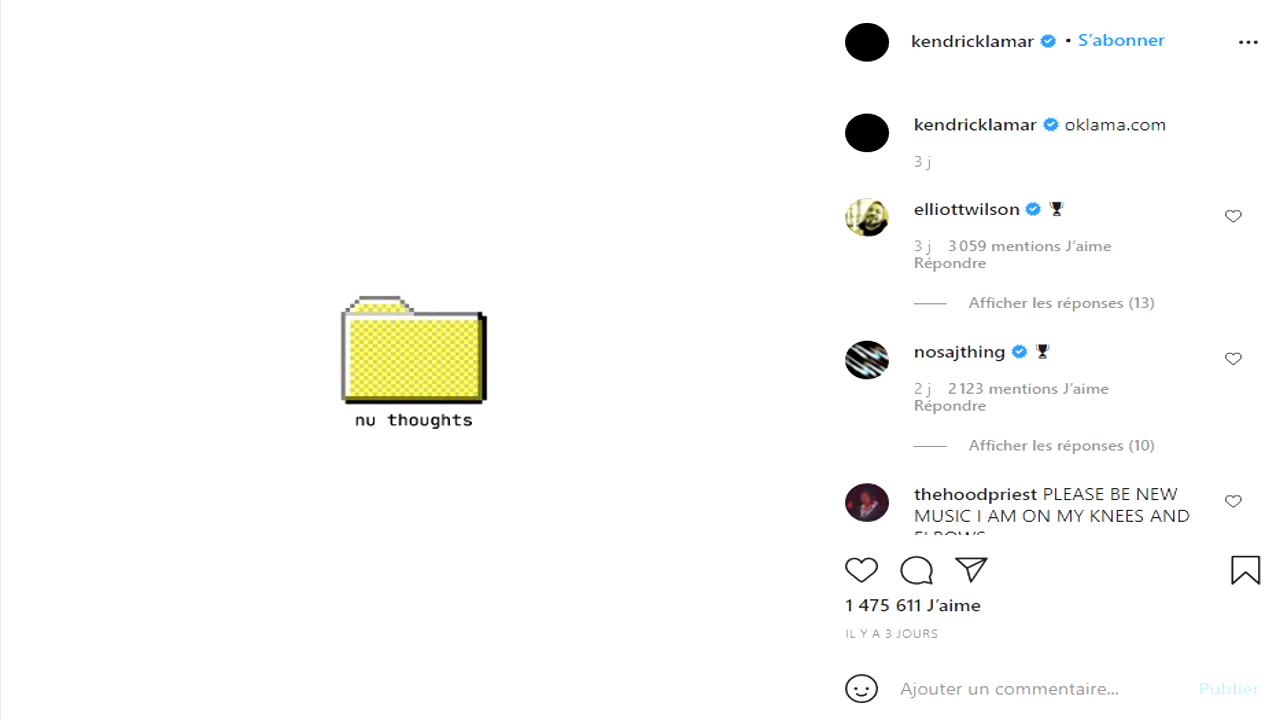 nu thoughts
kendricklamar • S'abonner
kendricklamar oklama.com
3 j
elliottwilson
3 j 3 059 mentions J'aime
Répondre
Afficher les réponses (13)
nosajthing
2 j 2 123 mentions J'aime
Répondre
Afficher les réponses (10)
thehoodpriest PLEASE BE NEW
MUSIC I AM ON MY KNEES AND
ELBOWS
1 475 611 J'aime
IL Y A 3 JOURS
Ajouter un commentaire...
Publier